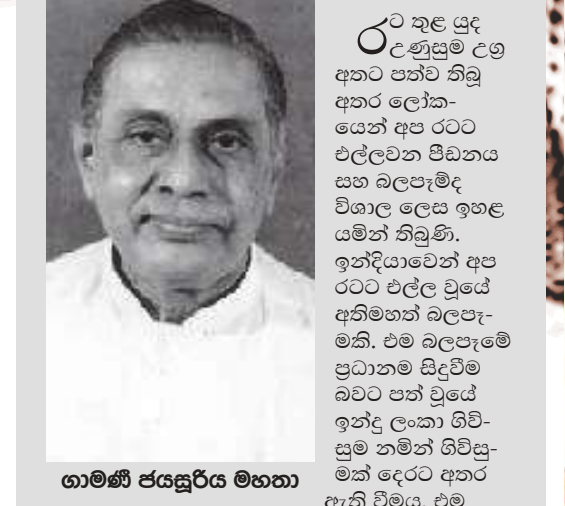 රට තුළ යුද
උණුසුම උග්‍ර
අතට පත්ව තිබූ
අතර ලෝක-
යෙන් අප රටට
එල්ලවන පීඩනය
සහ බලපෑම්ද
විශාල ලෙස ඉහළ
යමින් තිබුණි.
ඉන්දියාවෙන් අප
රටට එල්ල වූයේ
අතිමහත් බලපෑ-
මකි. එම බලපෑමේ
ප්‍රධානම සිදුවීම
බවට පත් වූයේ
ඉන්දු ලංකා ගිවි-
සුම නමින් ගිවිසු-
මක් දෙරට අතර
ඇති වීමය. එම
ගාමණී ජයසූරිය මහතා